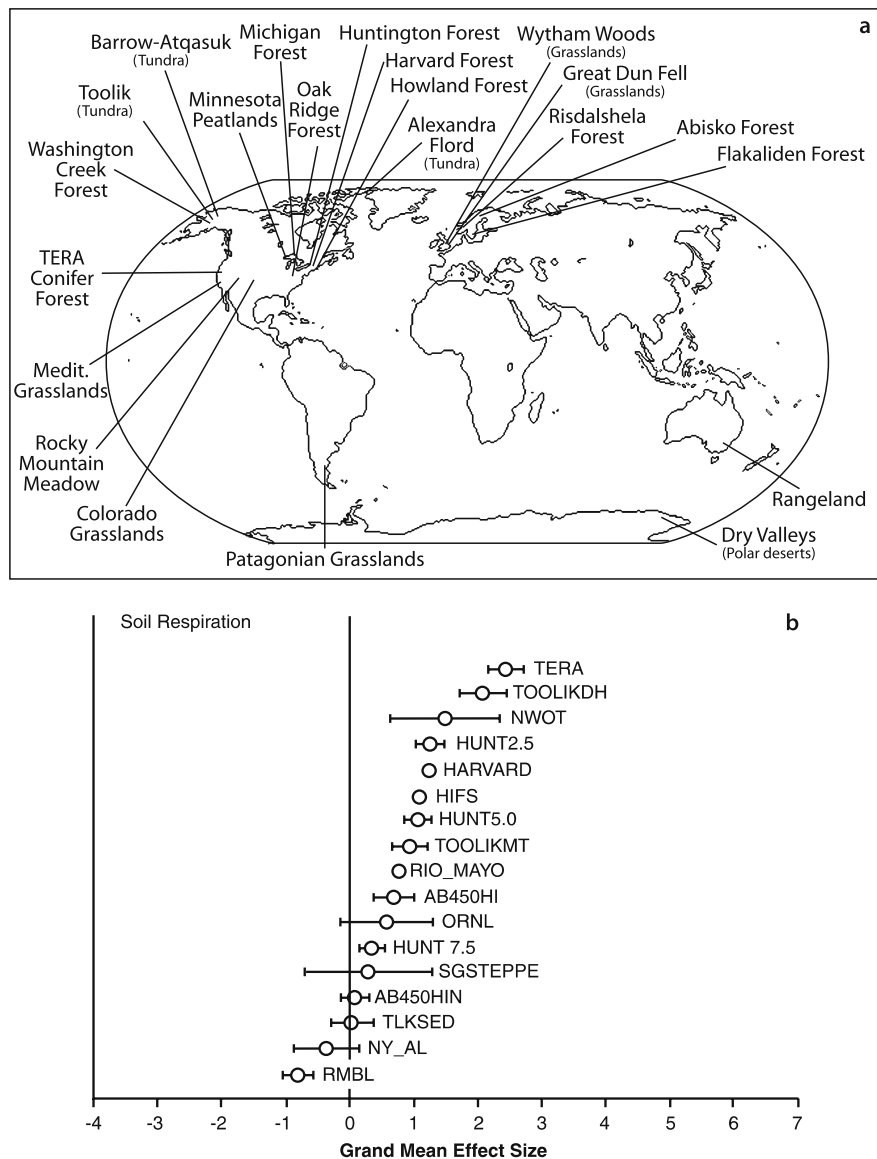 a
Barrow-Atqasuk
(Tundra)
Michigan
Forest
Huntington Forest
Harvard Forest
Howland Forest
Wytham Woods
(Grasslands)
Great Dun Fell
(Grasslands)
Toolik
(Tundra)
Minnesota
Peatlands
Oak
Ridge
Forest
Alexandra
Flord
(Tundra)
Risdalshela
Forest
Abisko Forest
Flakaliden Forest
Washington
Creek
Forest
TERA
Conifer
Forest
Medit.
Grasslands
Rocky
Mountain
Meadow
Colorado
Grasslands
Patagonian Grasslands
Rangeland
Dry Valleys
(Polar deserts)
Soil Respiration
b
TERA
TOOLIKDH
NWOT
HUNT2.5
HARVARD
HIFS
HUNT5.0
TOOLIKMT
RIO_MAYO
AB450HI
ORNL
HUNT 7.5
SGSTEPPE
AB450HIN
TLKSED
NY_AL
RMBL
-4 -3 -2 -1 0 1 2 3 4 5 6 7
Grand Mean Effect Size